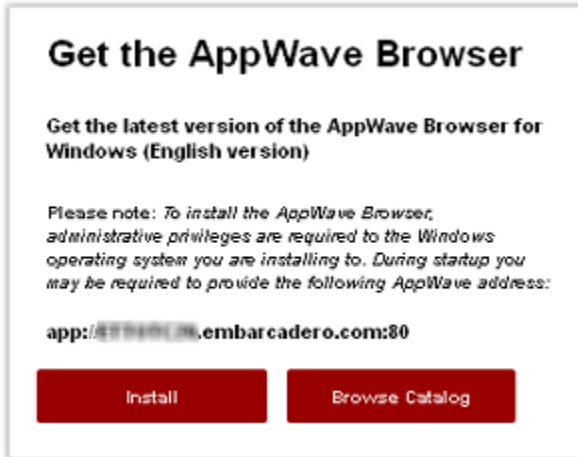 Get the AppWave Browser
Get the latest version of the AppWave Browser for
Windows (English version)
Please note: To install the AppWave Browser,
administrative privileges are required to the Windows
operating system you are installing to. During startup you
may be required to provide the following AppWave address:
app:/ .embarcadero.com:80
Install
Browse Catalog